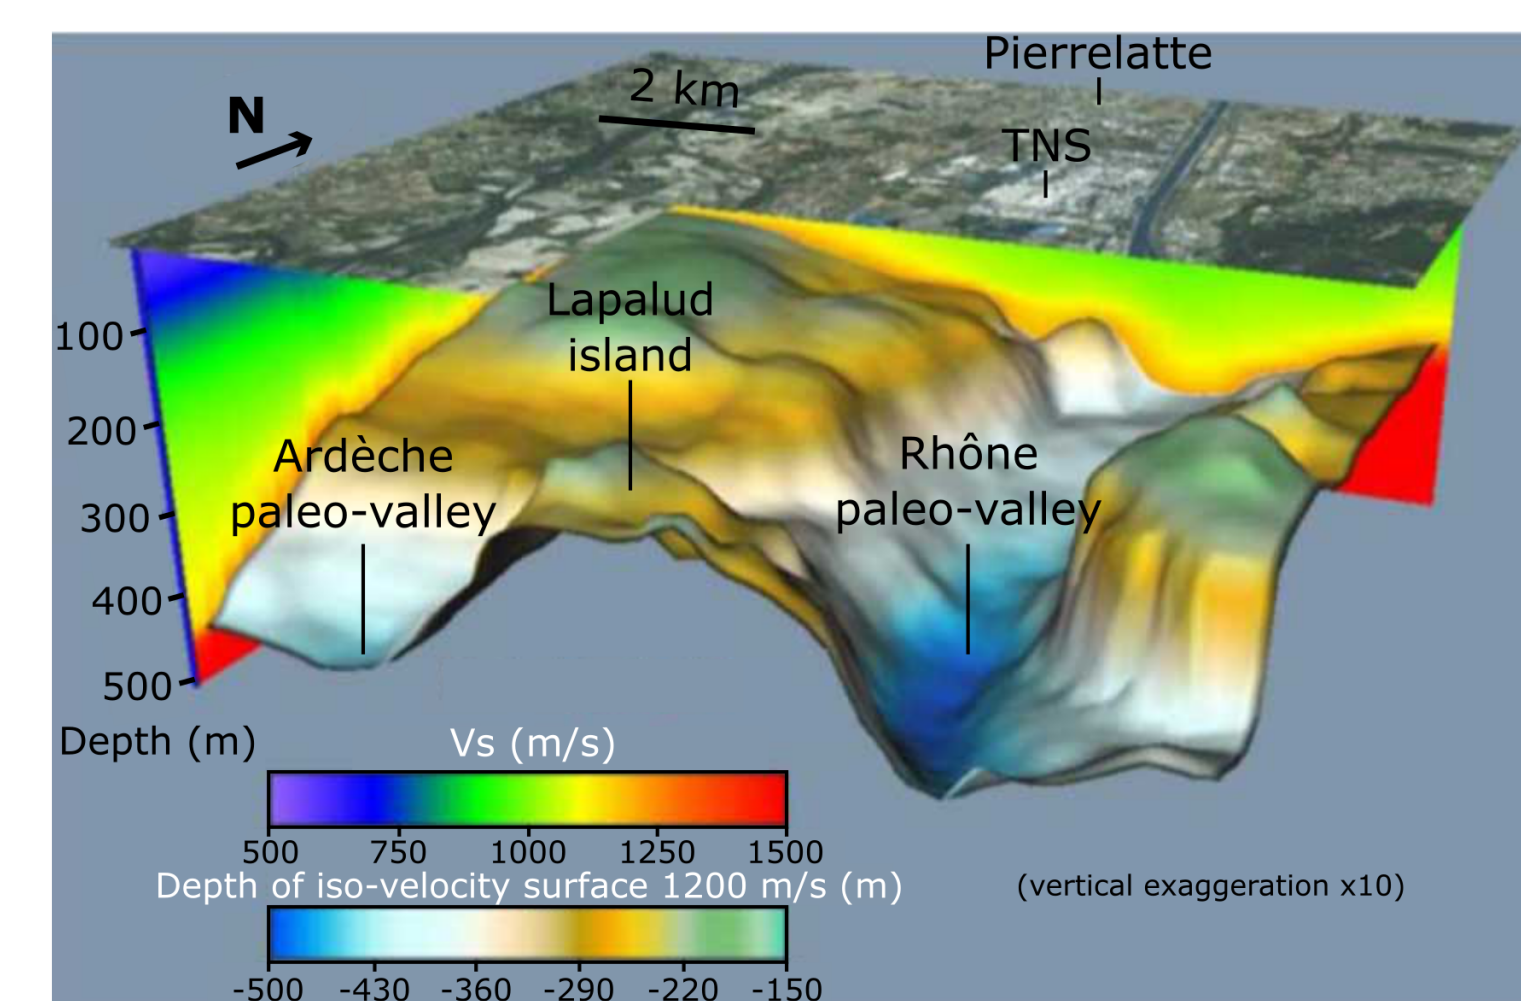 Pierrelatte
2 km
N
TNS
Lapalud
island
100
200
Ardèche
paleo-valley
Rhône
paleo-valley
300
400
500
Depth (m)
Vs (m/s)
500 750 1000 1250 1500
Depth of iso-velocity surface 1200 m/s (m)
(vertical exaggeration x10)
-500 -430 -360 -290 -220 -150